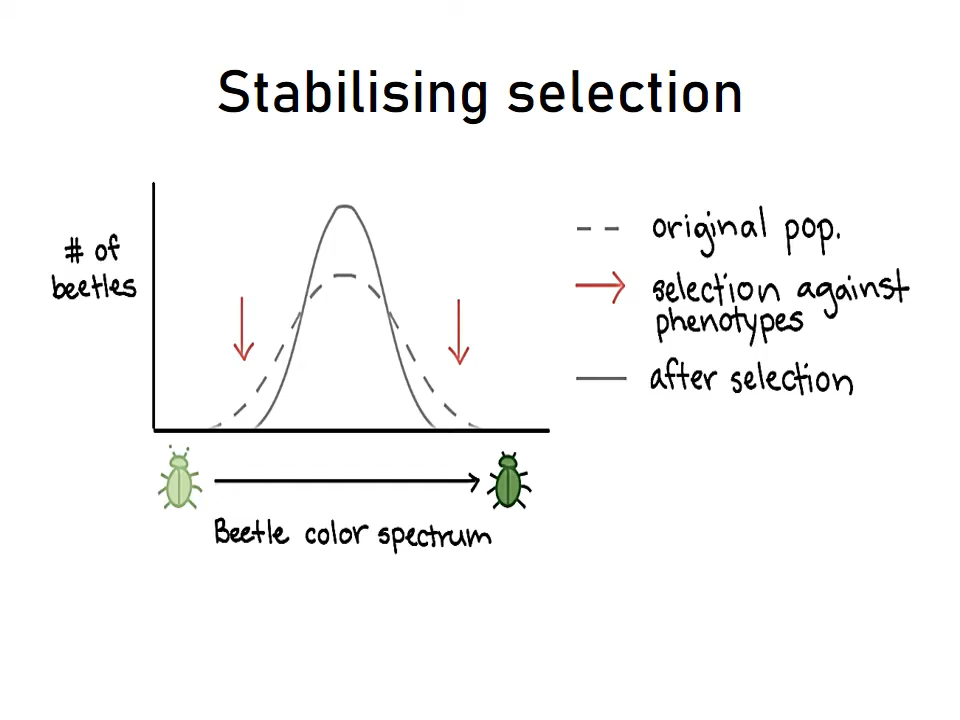 Stabilising selection
# of
beetles
original pop.
selection against
phenotypes
after selection
Beetle color spectrum